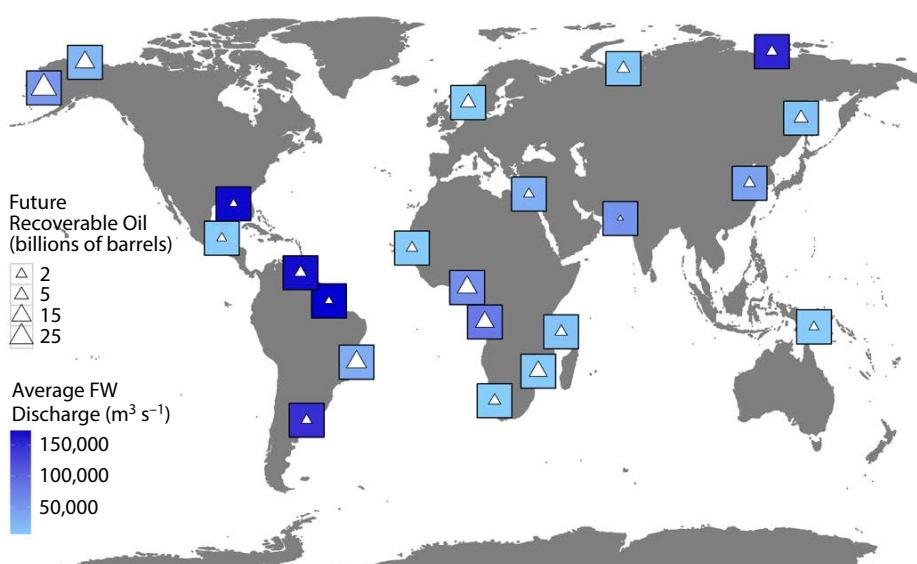 Future
Recoverable Oil
(billions of barrels)
2
5
15
25
Average FW
Discharge (m³ s⁻¹)
150,000
100,000
50,000